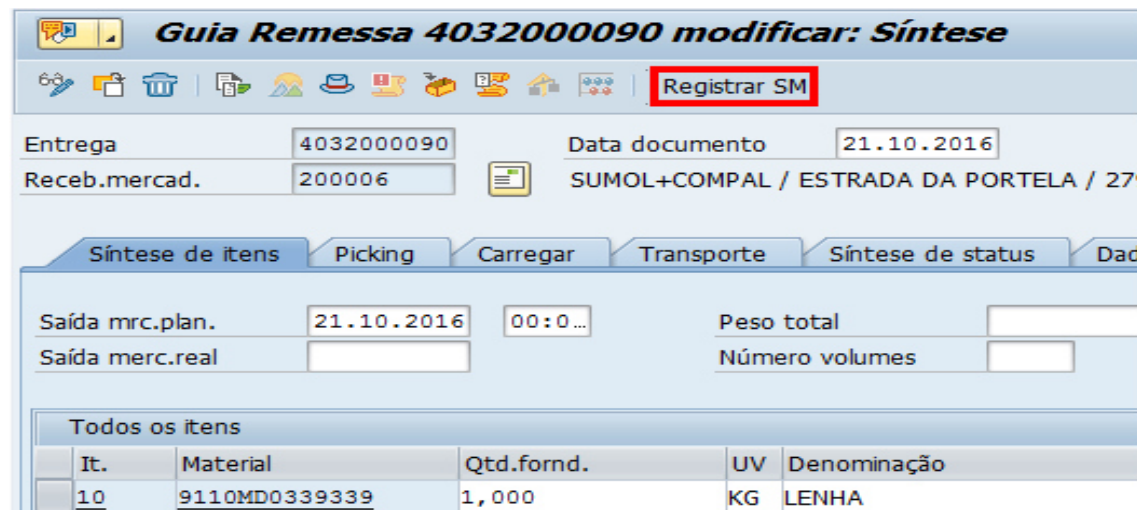 Guia Remessa 4032000090 modificar: Síntese
Registrar SM
Entrega 4032000090 Data documento 21.10.2016
Receb.mercad. 200006 SUMOL+COMPAL / ESTRADA DA PORTELA /
Síntese de itens Picking Carregar Transporte Síntese de status
Saída mrc.plan. 21.10.2016 00:0… Peso total
Saída merc.real Número volumes
Todos os itens
It. Material Qtd.fornd. UV Denominação
10 9110MD0339339 1,000 KG LENHA